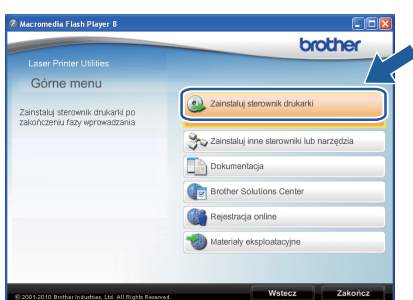 Macromedia Flash Player 8
brother
Laser Printer Utilities
Górne menu
Zainstaluj sterownik drukarki po
zakończeniu fazy wprowadzania
Zainstaluj sterownik drukarki
Zainstaluj inne sterowniki lub narzędzia
Dokumentacja
Brother Solutions Center
Rejestracja online
Materiały eksploatacyjne
© 2001-2010 Brother Industries, Ltd. All Rights Reserved.
Wstecz
Zakończ